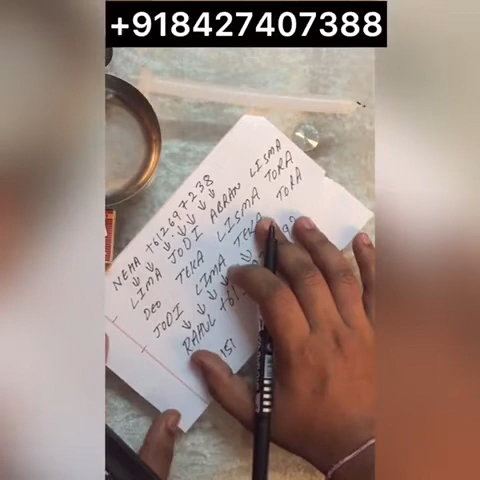 +918427407388
NEHA +612697238
LIMA JODI ABRAN LISMA
DEO TEKA LISMA TORA
JODI LIMA TEKA TORA
RAHUL
151